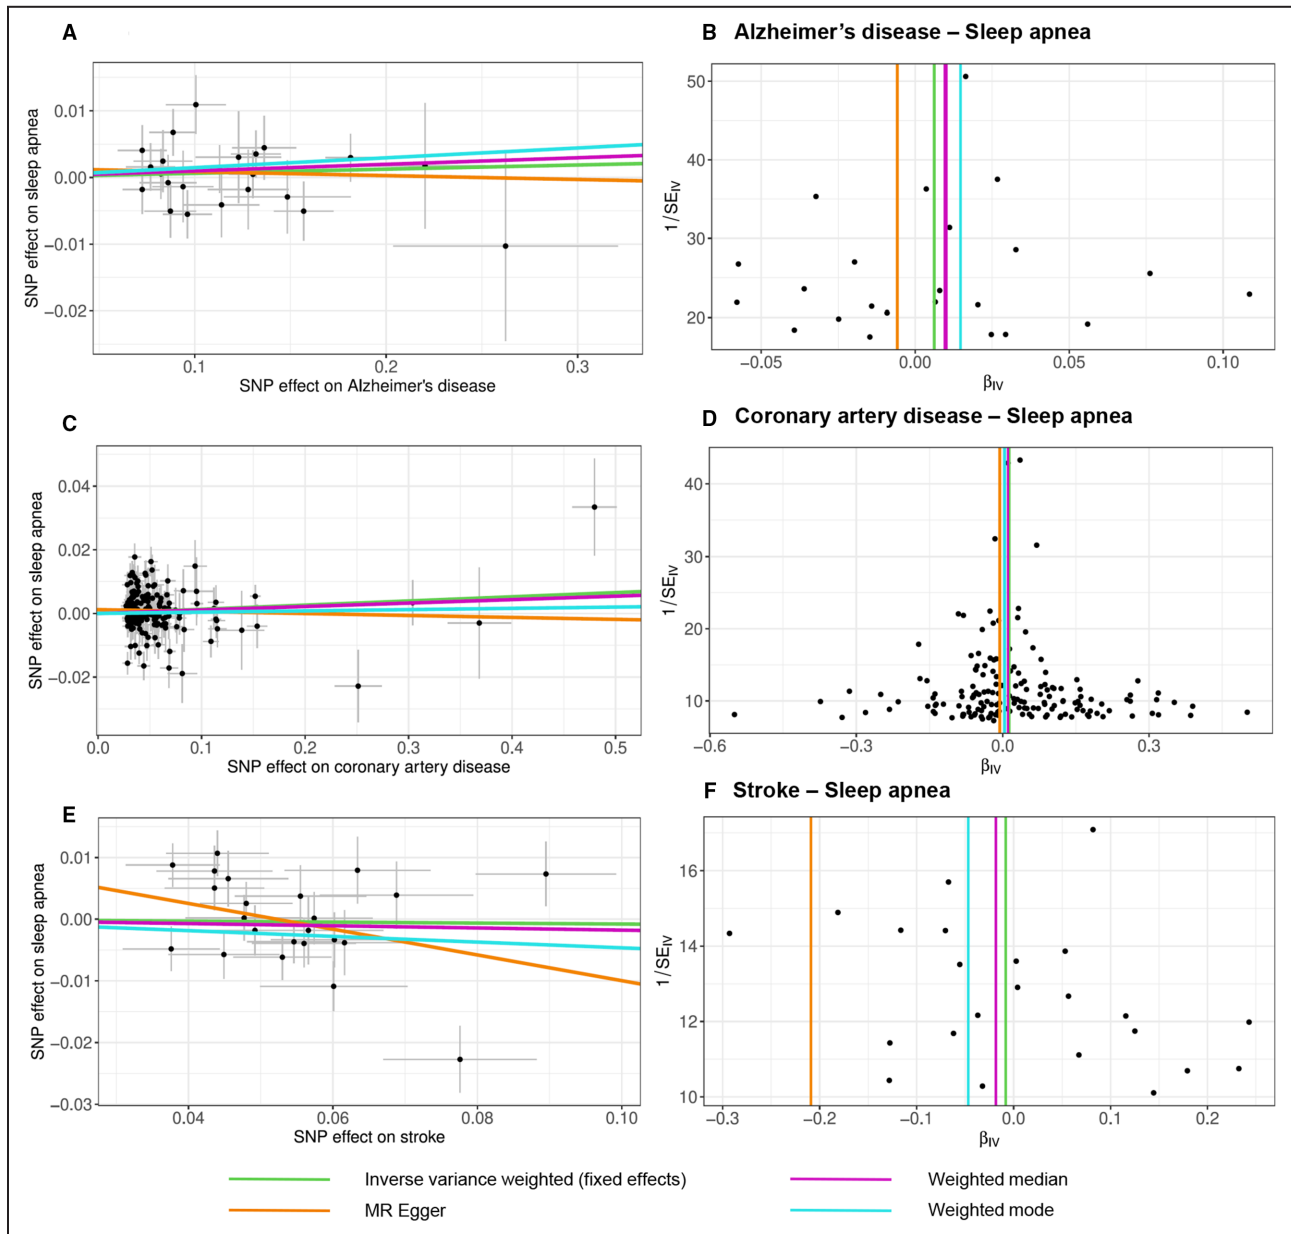 A
0.01
0.00
−0.01
−0.02
0.1
0.2
0.3
SNP effect on sleep apnea
SNP effect on Alzheimer's disease
B Alzheimer’s disease – Sleep apnea
50
40
30
20
−0.05
0.00
0.05
0.10
1/SEIV
βIV
C
0.04
0.02
0.00
−0.02
0.0
0.1
0.2
0.3
0.4
0.5
SNP effect on sleep apnea
SNP effect on coronary artery disease
D Coronary artery disease – Sleep apnea
40
30
20
10
−0.6
−0.3
0.0
0.3
1/SEIV
βIV
E
0.01
0.00
−0.01
−0.02
−0.03
0.04
0.06
0.08
0.10
SNP effect on sleep apnea
SNP effect on stroke
F Stroke – Sleep apnea
16
14
12
10
−0.3
−0.2
−0.1
0.0
0.1
0.2
1/SEIV
βIV
Inverse variance weighted (fixed effects)
Weighted median
MR Egger
Weighted mode